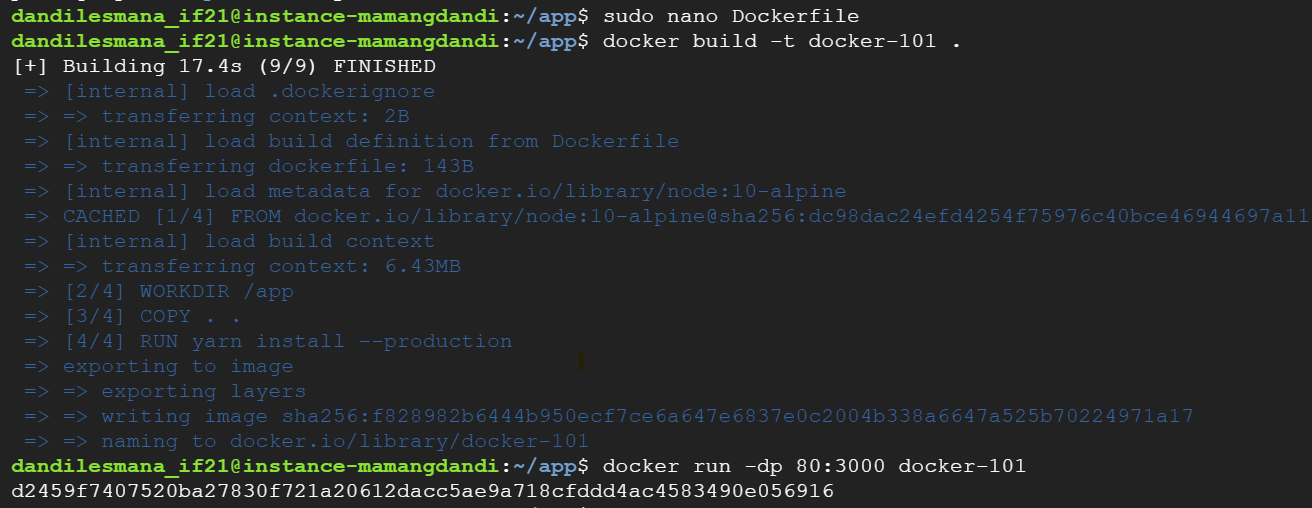 dandilesmana_if21@instance-mamangdandi:~/app$ sudo nano Dockerfile
dandilesmana_if21@instance-mamangdandi:~/app$ docker build -t docker-101 .
[+] Building 17.4s (9/9) FINISHED
=> [internal] load .dockerignore
=> => transferring context: 2B
=> [internal] load build definition from Dockerfile
=> => transferring dockerfile: 143B
=> [internal] load metadata for docker.io/library/node:10-alpine
=> CACHED [1/4] FROM docker.io/library/node:10-alpine@sha256:dc98dac24efd4254f75976c40bce46944697a11
=> [internal] load build context
=> => transferring context: 6.43MB
=> [2/4] WORKDIR /app
=> [3/4] COPY . .
=> [4/4] RUN yarn install --production
=> exporting to image
=> => exporting layers
=> => writing image sha256:f828982b6444b950ecf7ce6a647e6837e0c2004b338a6647a525b70224971a17
=> => naming to docker.io/library/docker-101
dandilesmana_if21@instance-mamangdandi:~/app$ docker run -dp 80:3000 docker-101
d2459f7407520ba27830f721a20612dacc5ae9a718cfddd4ac4583490e056916